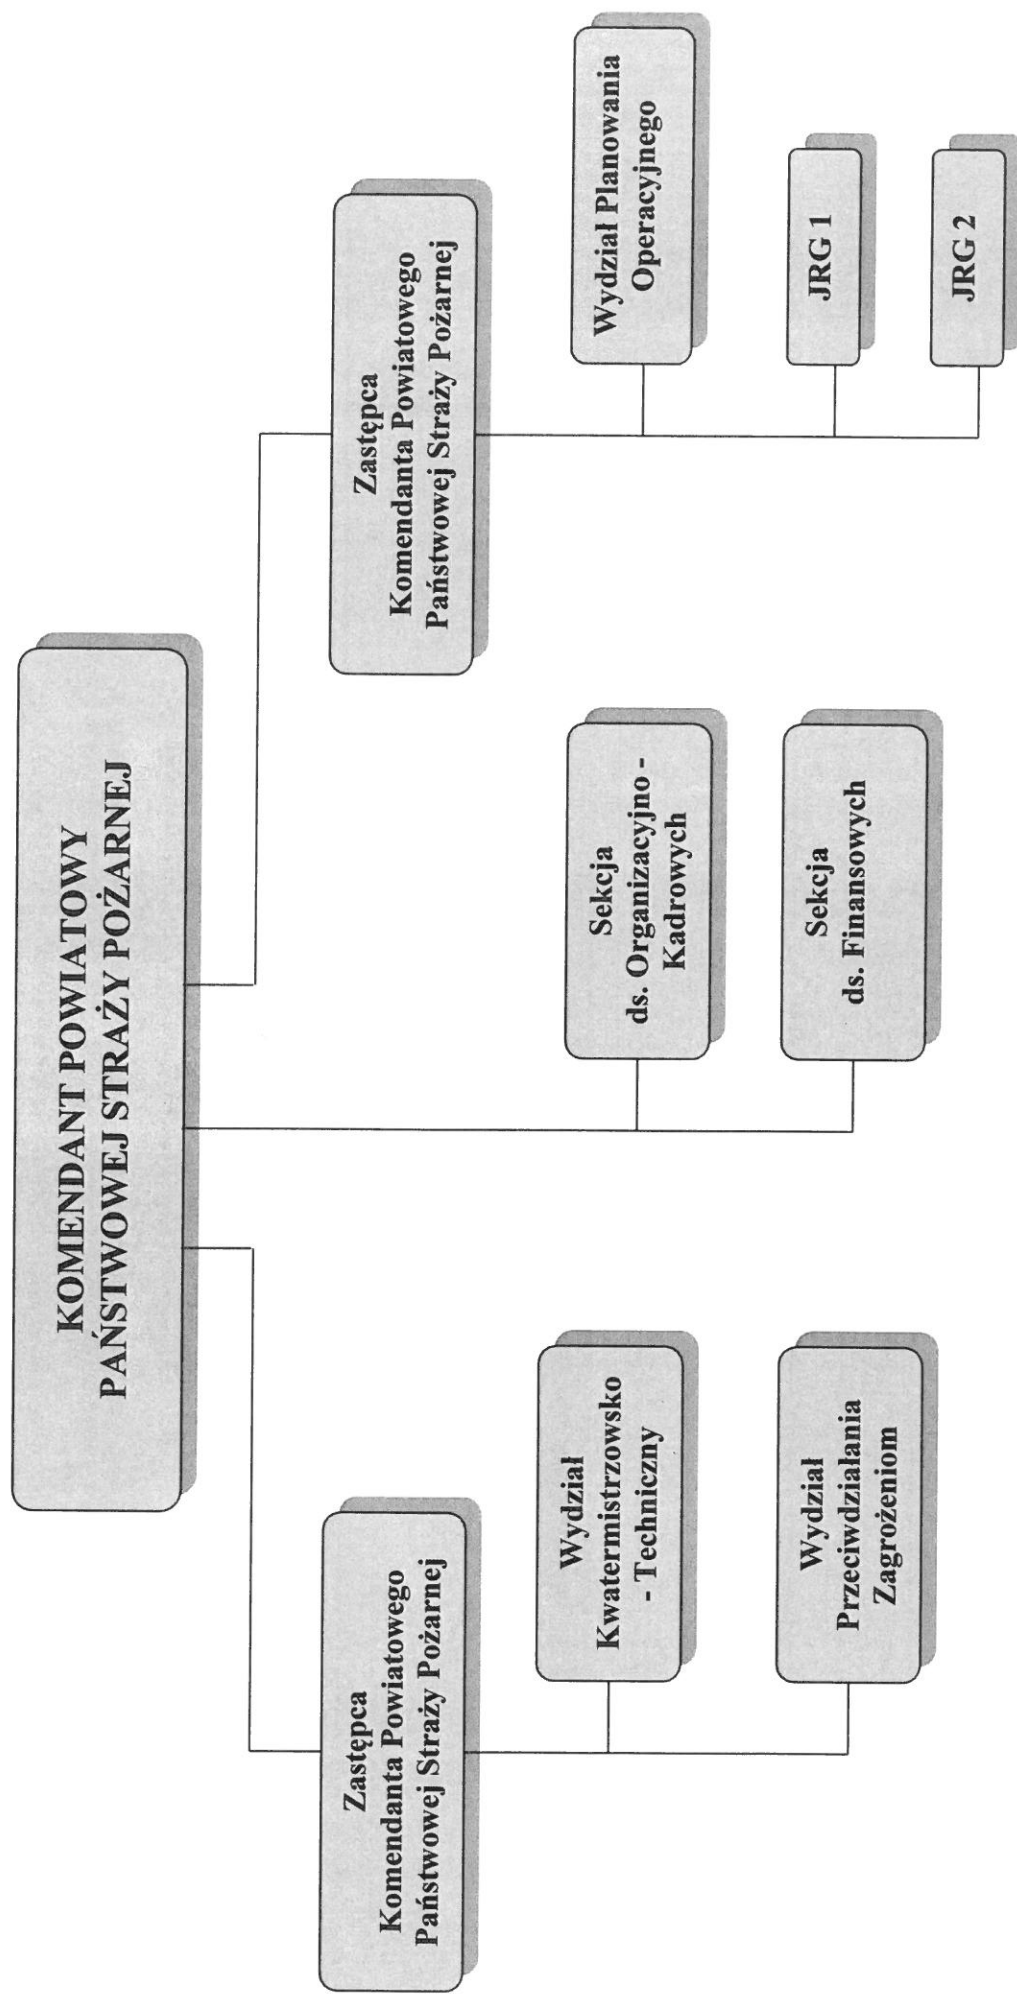 KOMENDANT POWIATOWY
PAŃSTWOWEJ STRAŻY POŻARNEJ
Zastępca
Komendanta Powiatowego
Państwowej Straży Pożarnej
Wydział
Kwatermistrzowsko
- Techniczny
Wydział
Przeciwdziałania
Zagrożeniom
Sekcja
ds. Organizacyjno -
Kadrowych
Sekcja
ds. Finansowych
Zastępca
Komendanta Powiatowego
Państwowej Straży Pożarnej
Wydział Planowania
Operacyjnego
JRG 1
JRG 2